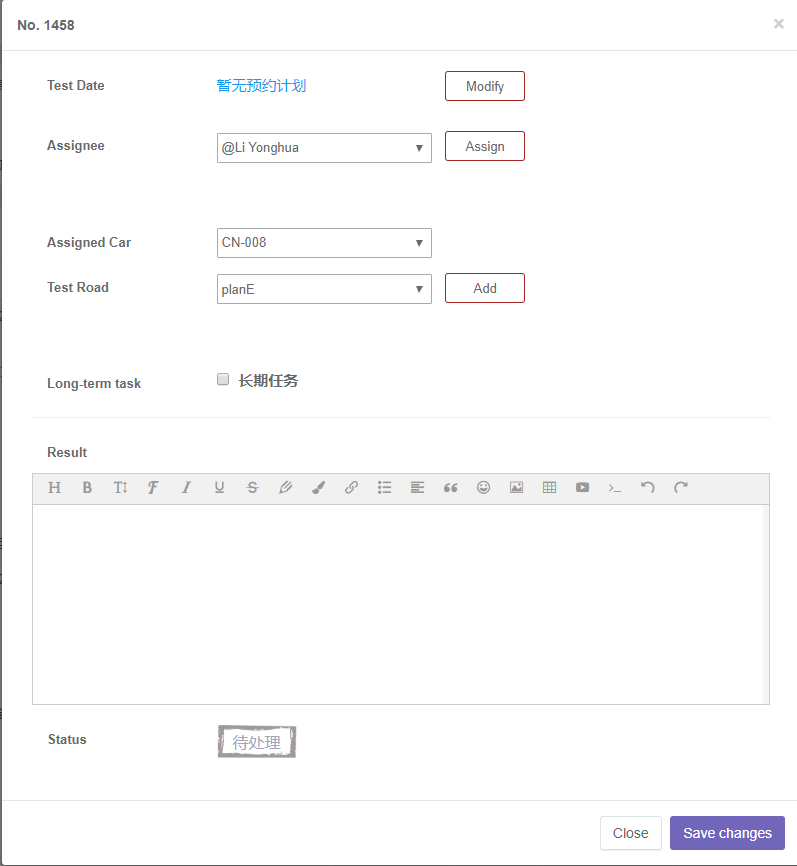 No. 1458 ×
Test Date 暂无预约计划 Modify
Assignee @Li Yonghua Assign
Assigned Car CN-008
Test Road planE Add
Long-term task 长期任务
Result
Status 待处理
Close Save changes